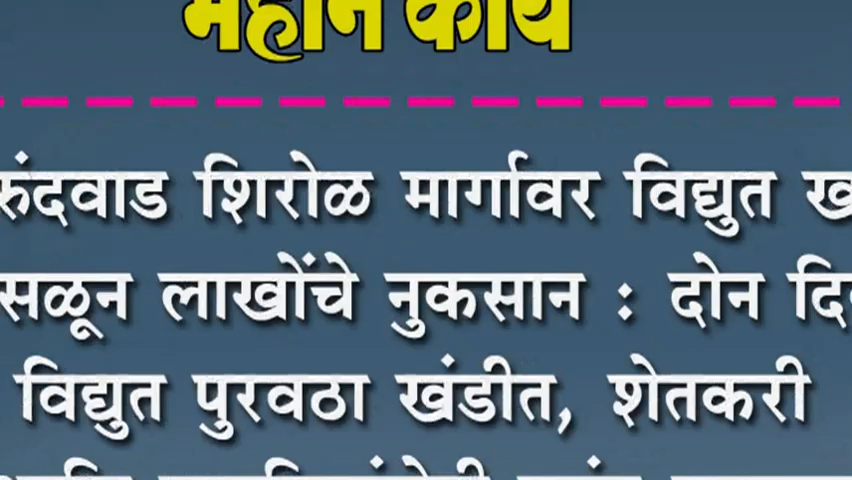 महान कार्य
रुंदवाड शिरोळ मार्गावर विद्युत ख
सळून लाखोंचे नुकसान : दोन दि
विद्युत पुरवठा खंडीत, शेतकरी